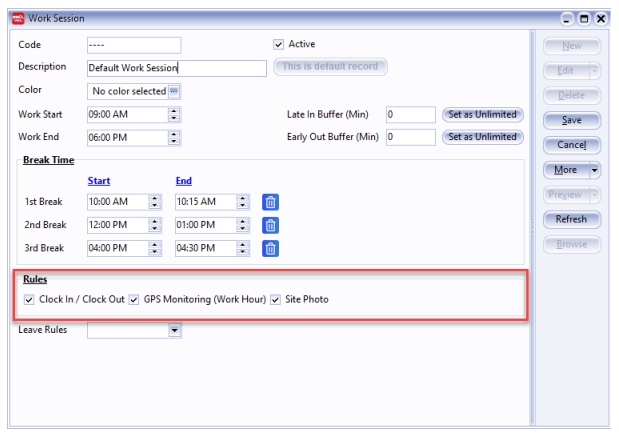 Work Session
Code ---- Active
Description Default Work Session This is default record
Color No color selected
Work Start 09:00 AM Late In Buffer (Min) 0 Set as Unlimited
Work End 06:00 PM Early Out Buffer (Min) 0 Set as Unlimited
Break Time
Start End
1st Break 10:00 AM 10:15 AM
2nd Break 12:00 PM 01:00 PM
3rd Break 04:00 PM 04:30 PM
Rules
Clock In / Clock Out GPS Monitoring (Work Hour) Site Photo
Leave Rules
New
Edit
Delete
Save
Cancel
More
Preview
Refresh
Browse